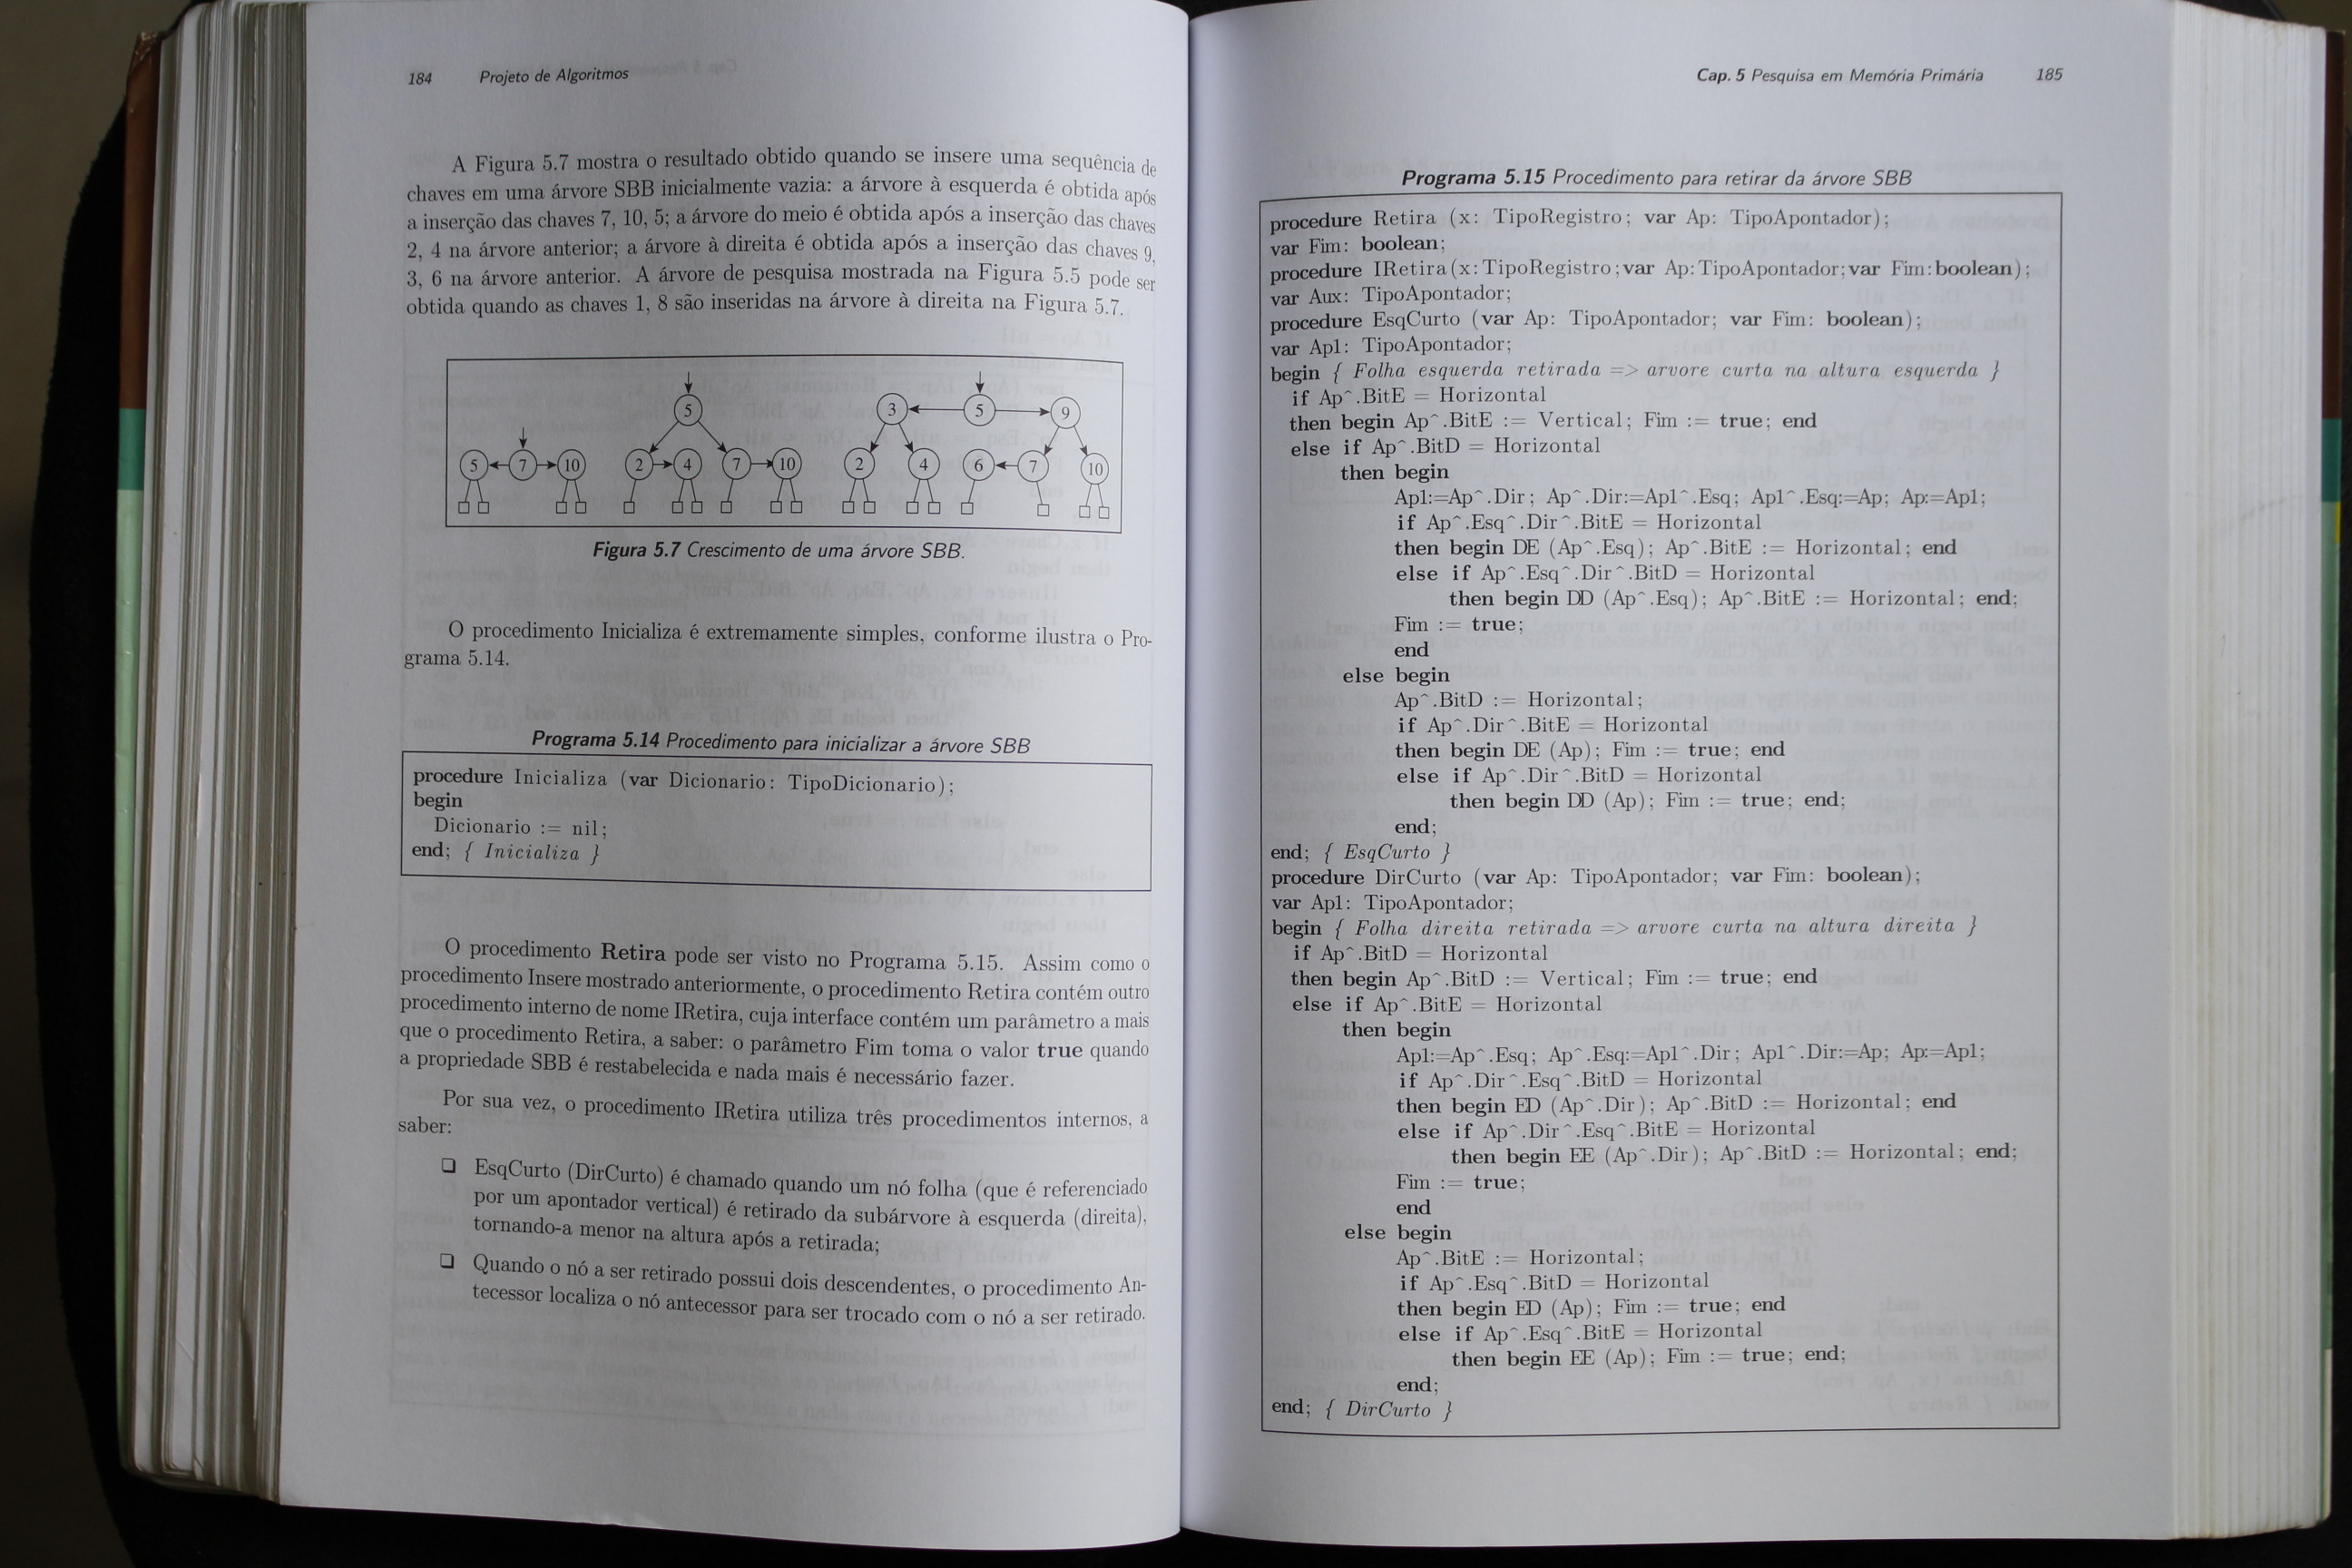 184 Projeto de Algoritmos
A Figura 5.7 mostra o resultado obtido quando se insere uma sequência de
chaves em uma árvore SBB inicialmente vazia: a árvore à esquerda é obtida após
a inserção das chaves 7, 10, 5; a árvore do meio é obtida após a inserção das chaves
2, 4 na árvore anterior; a árvore à direita é obtida após a inserção das chaves 9,
3, 6 na árvore anterior. A árvore de pesquisa mostrada na Figura 5.5 pode ser
obtida quando as chaves 1, 8 são inseridas na árvore à direita na Figura 5.7.
5 5
3 9
5 7 10 2 4 7 10 2 4 6 7 10
Figura 5.7 Crescimento de uma árvore SBB.
O procedimento Inicializa é extremamente simples, conforme ilustra o Pro-
grama 5.14.
Programa 5.14 Procedimento para inicializar a árvore SBB
procedure Inicializa (var Dicionario: TipoDicionario);
begin
Dicionario := nil;
end; { Inicializa }
O procedimento Retira pode ser visto no Programa 5.15. Assim como o
procedimento Insere mostrado anteriormente, o procedimento Retira contém outro
procedimento interno de nome IRetira, cuja interface contém um parâmetro a mais
que o procedimento Retira, a saber: o parâmetro Fim toma o valor true quando
a propriedade SBB é restabelecida e nada mais é necessário fazer.
Por sua vez, o procedimento IRetira utiliza três procedimentos internos, a
saber:
❑ EsqCurto (DirCurto) é chamado quando um nó folha (que é referenciado
por um apontador vertical) é retirado da subárvore à esquerda (direita),
tornando-a menor na altura após a retirada;
❑ Quando o nó a ser retirado possui dois descendentes, o procedimento An-
tecessor localiza o nó antecessor para ser trocado com o nó a ser retirado.
Cap. 5 Pesquisa em Memória Primária 185
Programa 5.15 Procedimento para retirar da árvore SBB
procedure Retira (x: TipoRegistro; var Ap: TipoApontador);
var Fim: boolean;
procedure IRetira(x:TipoRegistro;var Ap:TipoApontador;var Fim:boolean);
var Aux: TipoApontador;
procedure EsqCurto (var Ap: TipoApontador; var Fim: boolean);
var Ap1: TipoApontador;
begin { Folha esquerda retirada => arvore curta na altura esquerda }
if Ap^.BitE = Horizontal
then begin Ap^.BitE := Vertical; Fim := true; end
else if Ap^.BitD = Horizontal
then begin
Ap1:=Ap^.Dir; Ap^.Dir:=Ap1^.Esq; Ap1^.Esq:=Ap; Ap:=Ap1;
if Ap^.Esq^.Dir^.BitE = Horizontal
then begin DE (Ap^.Esq); Ap^.BitE := Horizontal; end
else if Ap^.Esq^.Dir^.BitD = Horizontal
then begin DD (Ap^.Esq); Ap^.BitE := Horizontal; end;
Fim := true;
end
else begin
Ap^.BitD := Horizontal;
if Ap^.Dir^.BitE = Horizontal
then begin DE (Ap); Fim := true; end
else if Ap^.Dir^.BitD = Horizontal
then begin DD (Ap); Fim := true; end;
end;
end; { EsqCurto }
procedure DirCurto (var Ap: TipoApontador; var Fim: boolean);
var Ap1: TipoApontador;
begin { Folha direita retirada => arvore curta na altura direita }
if Ap^.BitD = Horizontal
then begin Ap^.BitD := Vertical; Fim := true; end
else if Ap^.BitE = Horizontal
then begin
Ap1:=Ap^.Esq; Ap^.Esq:=Ap1^.Dir; Ap1^.Dir:=Ap; Ap:=Ap1;
if Ap^.Dir^.Esq^.BitD = Horizontal
then begin ED (Ap^.Dir); Ap^.BitD := Horizontal; end
else if Ap^.Dir^.Esq^.BitE = Horizontal
then begin EE (Ap^.Dir); Ap^.BitD := Horizontal; end;
Fim := true;
end
else begin
Ap^.BitE := Horizontal;
if Ap^.Esq^.BitD = Horizontal
then begin ED (Ap); Fim := true; end
else if Ap^.Esq^.BitE = Horizontal
then begin EE (Ap); Fim := true; end;
end;
end; { DirCurto }